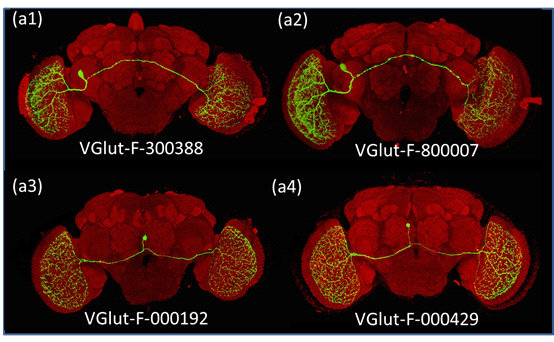 (a1)
(a2)
VGlut-F-300388
VGlut-F-800007
(a3)
(a4)
VGlut-F-000192
VGlut-F-000429